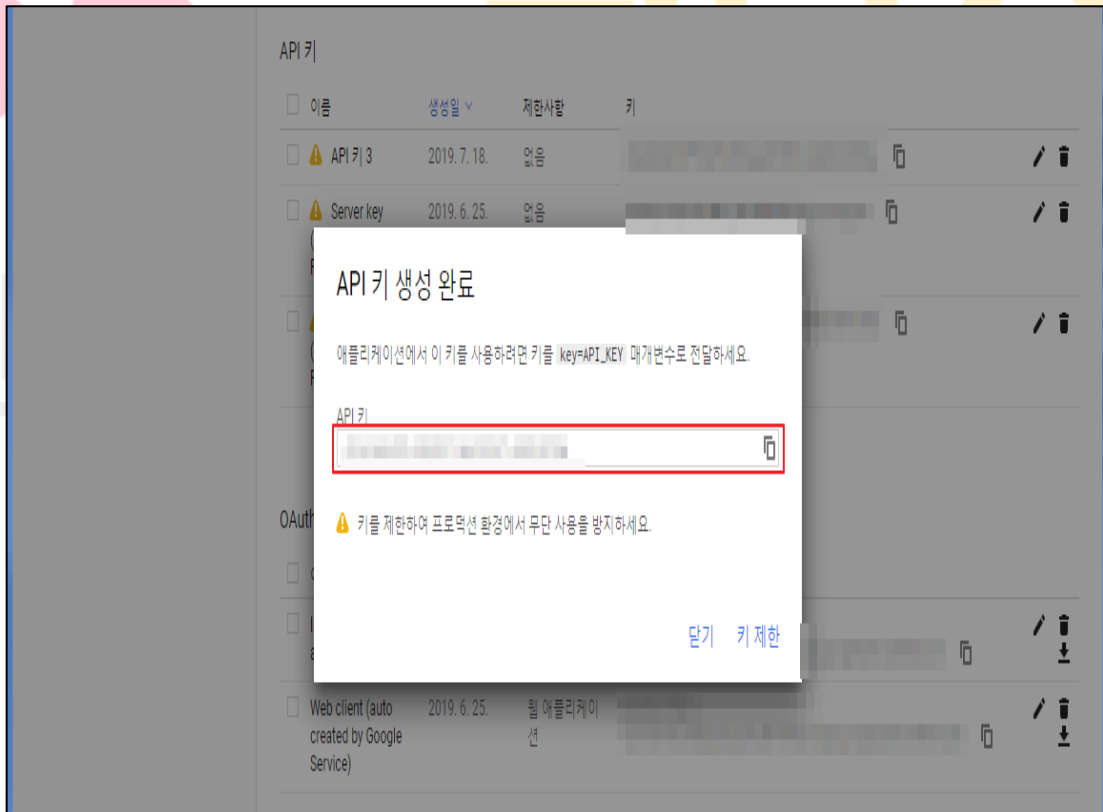 API 키
이름 생성일 제한사항 키
API 키 3 2019. 7. 18. 없음
Server key 2019. 6. 25. 없음
API 키 생성 완료
애플리케이션에서 이 키를 사용하려면 키를 key=API_KEY 매개변수로 전달하세요.
API 키
키를 제한하여 프로덕션 환경에서 무단 사용을 방지하세요.
OAuth
닫기 키 제한
Web client (auto 2019. 6. 25. 웹 애플리케이
created by Google 션
Service)